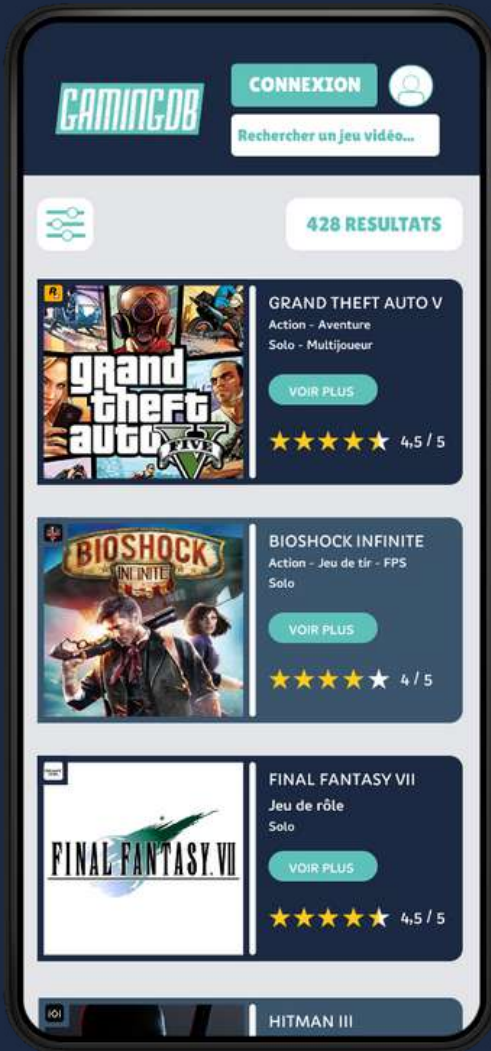 GAMINGDB
CONNEXION
Rechercher un jeu vidéo...
428 RESULTATS
R
grand
theft
auto
FIVE
GRAND THEFT AUTO V
Action - Aventure
Solo - Multijoueur
VOIR PLUS
4,5 / 5
BIOSHOCK
INFINITE
BIOSHOCK INFINITE
Action - Jeu de tir - FPS
Solo
VOIR PLUS
4 / 5
FINAL FANTASY VII
FINAL FANTASY VII
Jeu de rôle
Solo
VOIR PLUS
4,5 / 5
HITMAN III